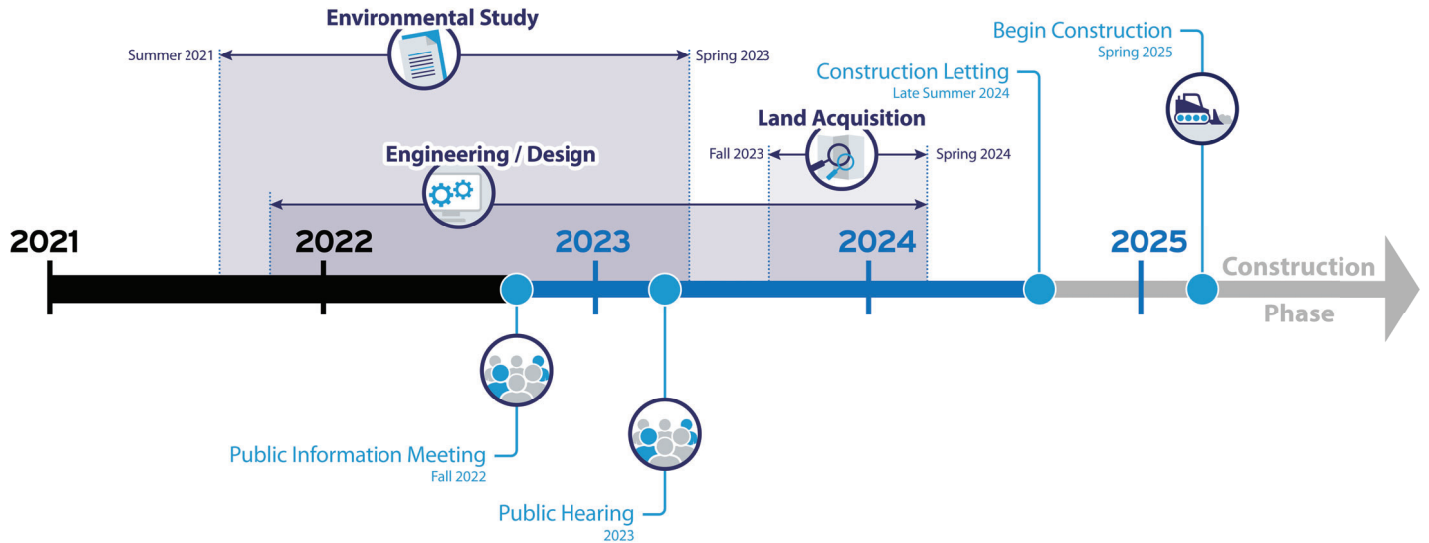 Environmental Study
Summer 2021
Spring 2023
Begin Construction
Spring 2025
Construction Letting
Late Summer 2024
Land Acquisition
Fall 2023
Spring 2024
Engineering / Design
2021
2022
2023
2024
2025
Construction
Phase
Public Information Meeting
Fall 2022
Public Hearing
2023